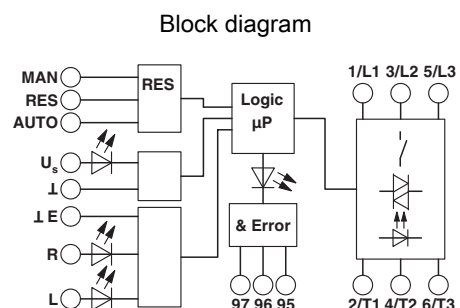 Block diagram
1/L1 3/L2 5/L3
MAN
RES
AUTO
RES
Logic
µP
Us
⊥
⊥ E
R
L
& Error
97 96 95
2/T1 4/T2 6/T3